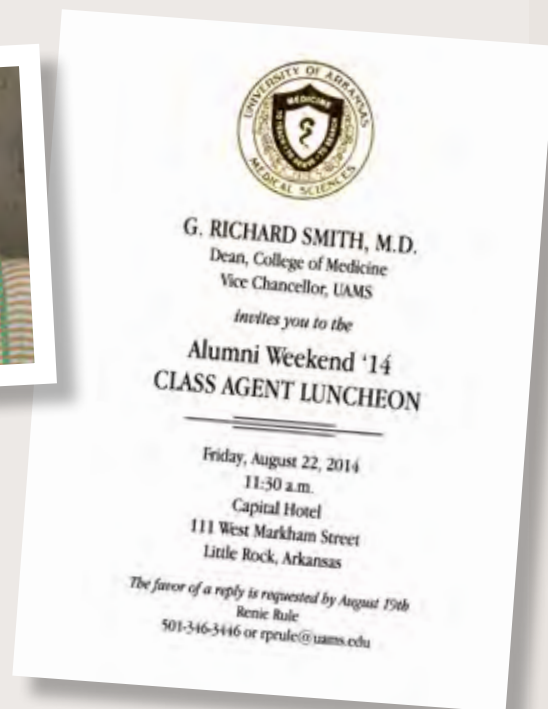 UNIVERSITY OF ARKANSAS
MEDICINE
MEDICAL SCIENCES
G. RICHARD SMITH, M.D.
Dean, College of Medicine
Vice Chancellor, UAMS
invites you to the
Alumni Weekend ‘14
CLASS AGENT LUNCHEON
Friday, August 22, 2014
11:30 a.m.
Capital Hotel
111 West Markham Street
Little Rock, Arkansas
The favor of a reply is requested by August 19th
Renie Rule
501-346-3446 or rprule@uams.edu